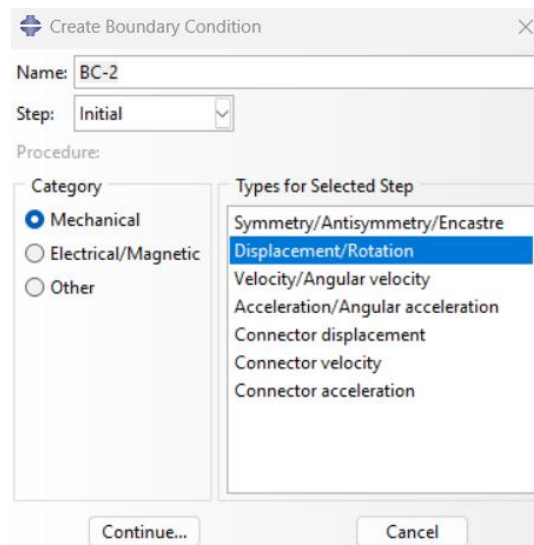 Create Boundary Condition
Name: BC-2
Step: Initial
Procedure:
Category
Mechanical
Electrical/Magnetic
Other
Types for Selected Step
Symmetry/Antisymmetry/Encastre
Displacement/Rotation
Velocity/Angular velocity
Acceleration/Angular acceleration
Connector displacement
Connector velocity
Connector acceleration
Continue... Cancel